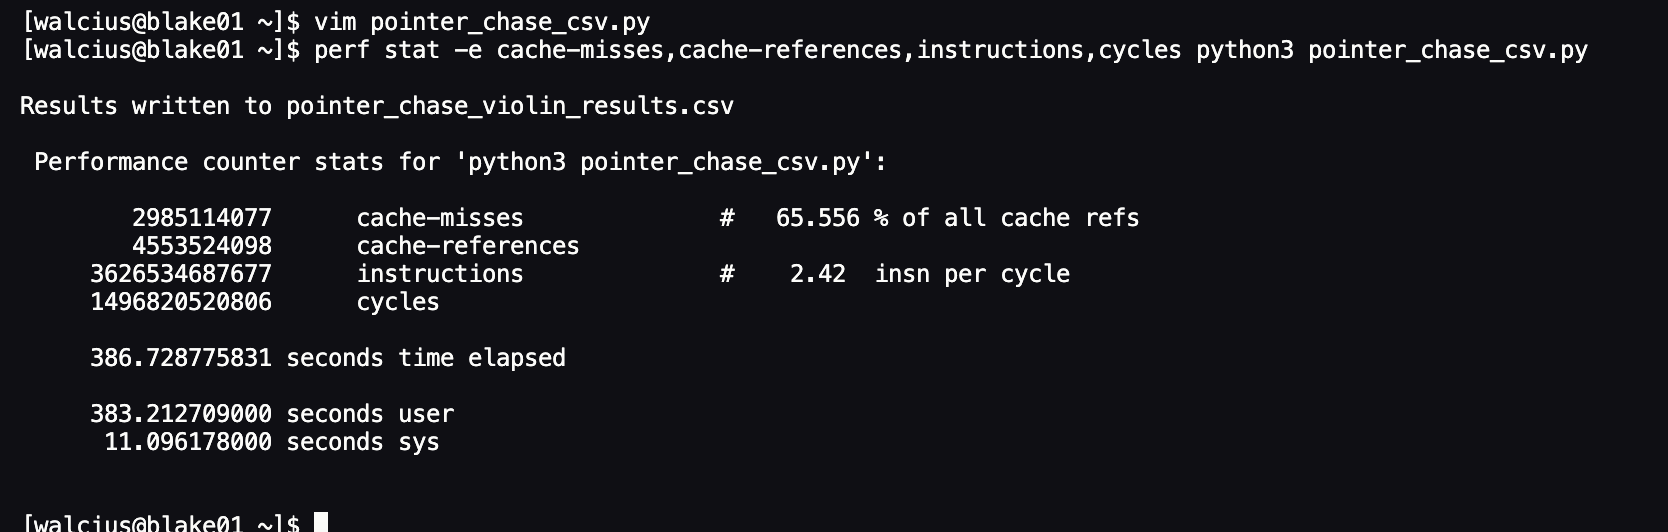 [walcius@blake01 ~]$ vim pointer_chase_csv.py
[walcius@blake01 ~]$ perf stat -e cache-misses,cache-references,instructions,cycles python3 pointer_chase_csv.py
Results written to pointer_chase_violin_results.csv
Performance counter stats for 'python3 pointer_chase_csv.py':
2985114077 cache-misses # 65.556 % of all cache refs
4553524098 cache-references
3626534687677 instructions # 2.42 insn per cycle
1496820520806 cycles
386.728775831 seconds time elapsed
383.212709000 seconds user
11.096178000 seconds sys
[walcius@blake01 ~]$